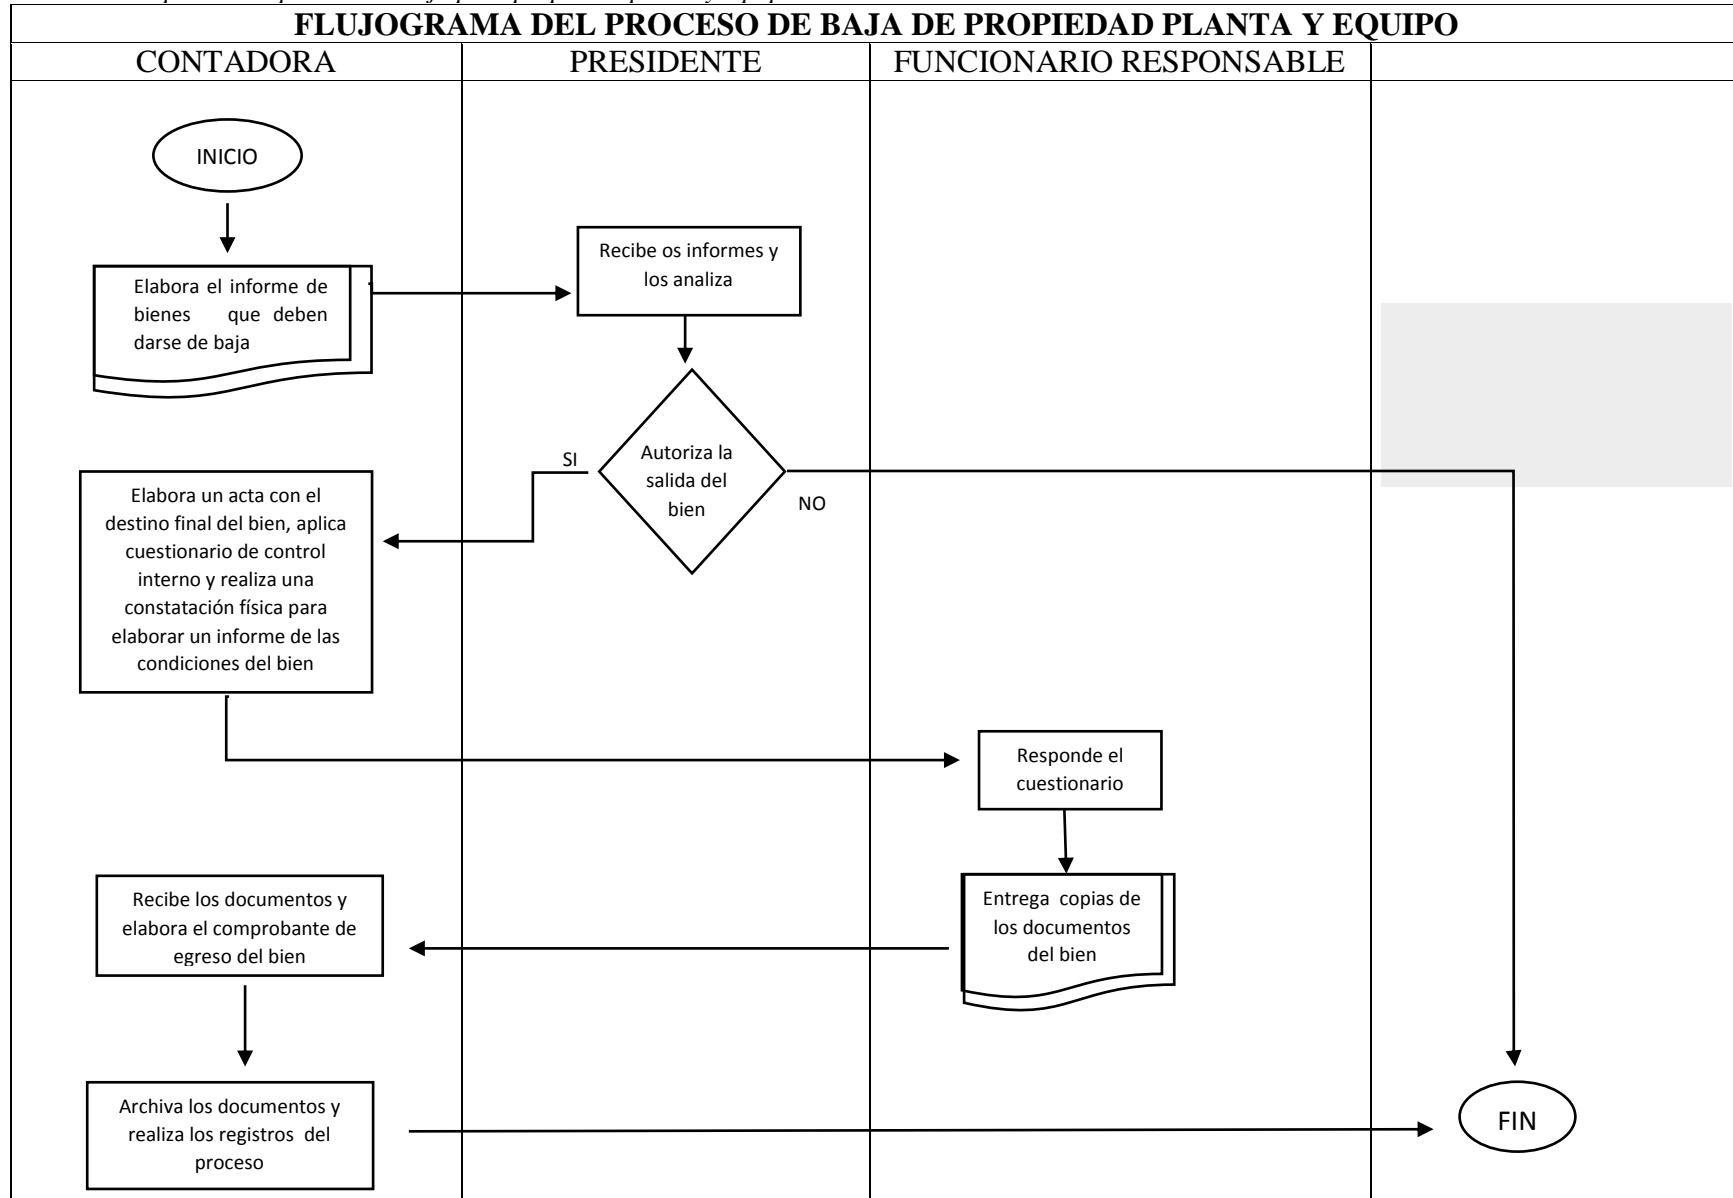 FLUJOGRAMA DEL PROCESO DE BAJA DE PROPIEDAD PLANTA Y EQUIPO
CONTADORA
PRESIDENTE
FUNCIONARIO RESPONSABLE
INICIO
Elabora el informe de
bienes que deben
darse de baja
Recibe os informes y
los analiza
Autoriza la
salida del
bien
SI
NO
Elabora un acta con el
destino final del bien, aplica
cuestionario de control
interno y realiza una
constatación física para
elaborar un informe de las
condiciones del bien
Responde el
cuestionario
Entrega copias de
los documentos
del bien
Recibe los documentos y
elabora el comprobante de
egreso del bien
Archiva los documentos y
realiza los registros del
proceso
FIN